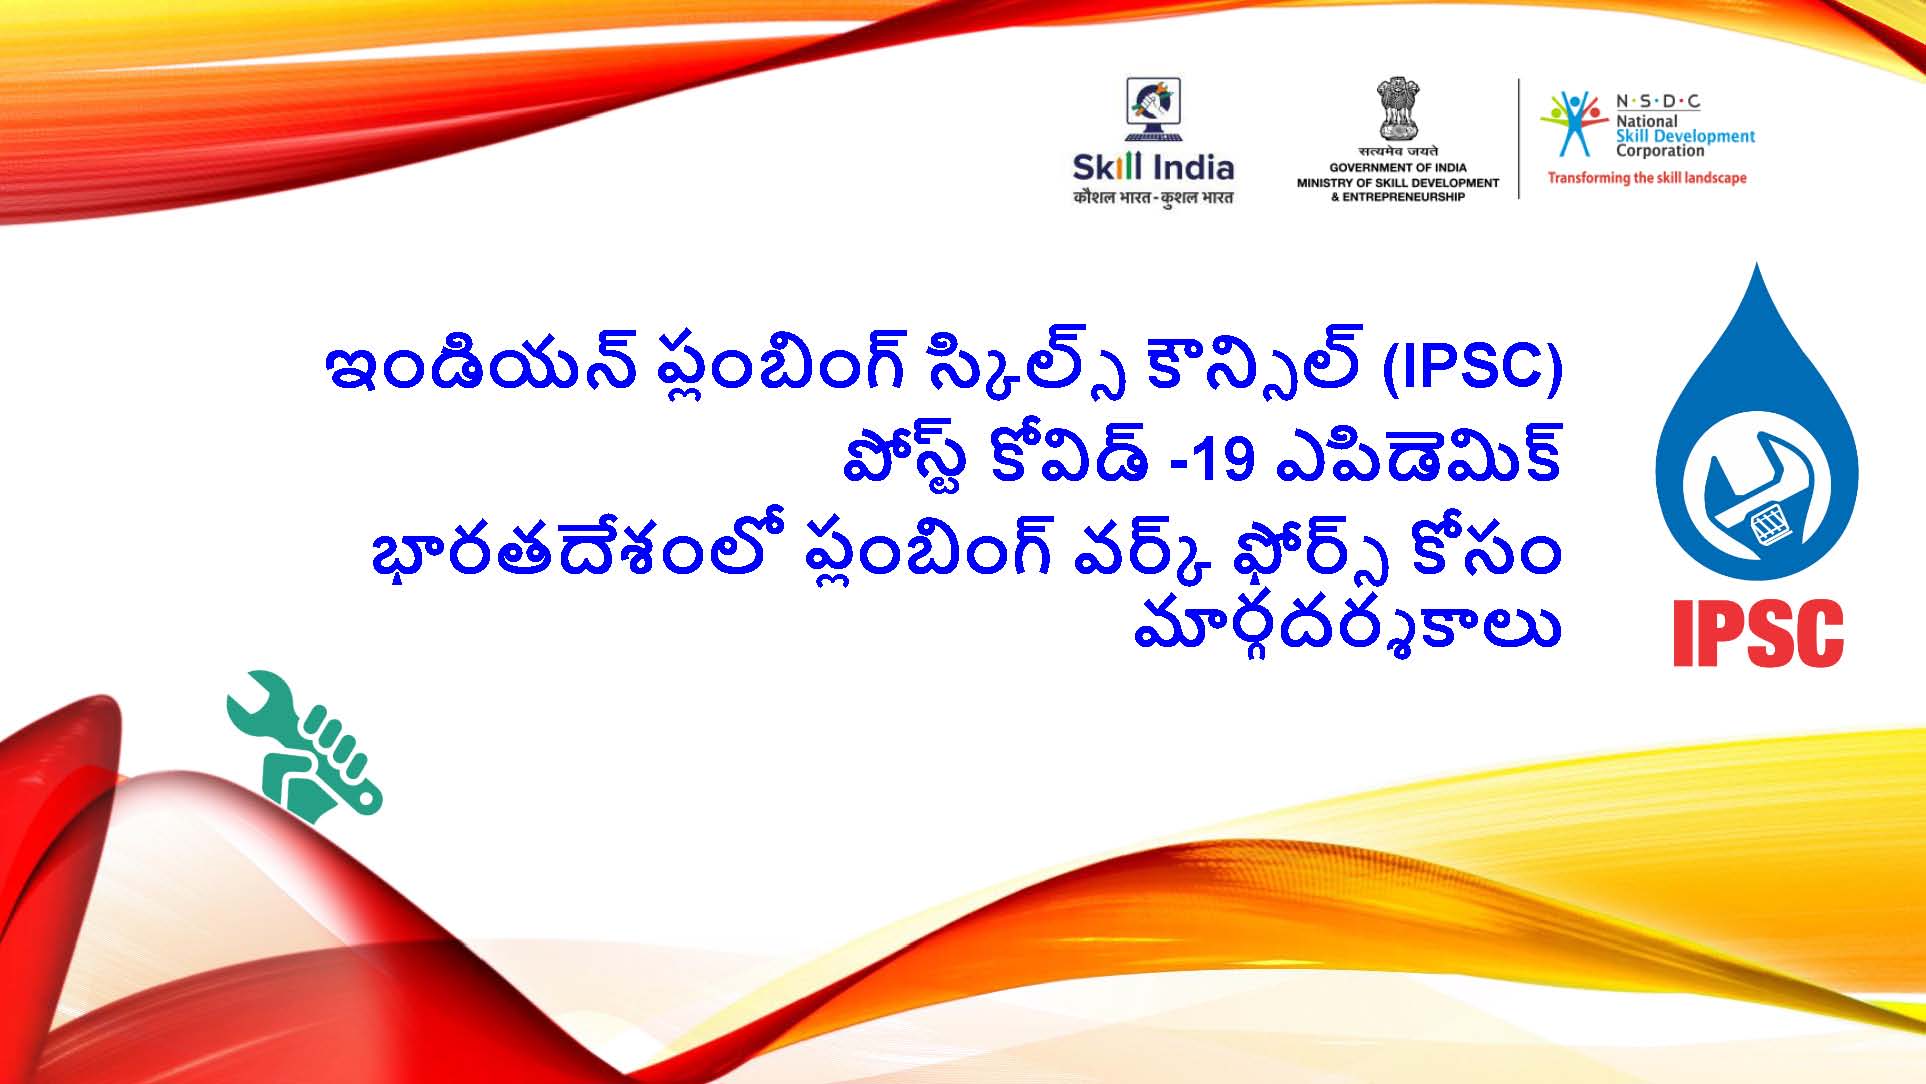 Skill India
कौशल भारत - कुशल भारत
सत्यमेव जयते
GOVERNMENT OF INDIA
MINISTRY OF SKILL DEVELOPMENT
& ENTREPRENEURSHIP
N·S·D·C
National
Skill Development
Corporation
Transforming the skill landscape
ఇండియన్ ప్లంబింగ్ స్కిల్స్ కౌన్సిల్ (IPSC)
పోస్ట్ కోవిడ్ -19 ఎపిడెమిక్
భారతదేశంలో ప్లంబింగ్ వర్క్ ఫోర్స్ కోసం
మార్గదర్శకాలు
IPSC